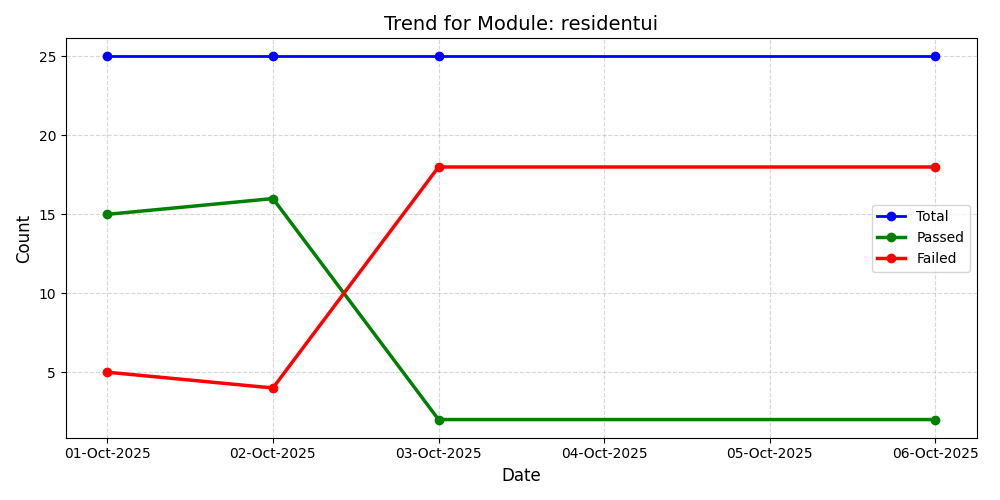 Trend for Module: residentui
Count
25
20
15
10
5
Total
Passed
Failed
01-Oct-2025 02-Oct-2025 03-Oct-2025 04-Oct-2025 05-Oct-2025 06-Oct-2025
Date